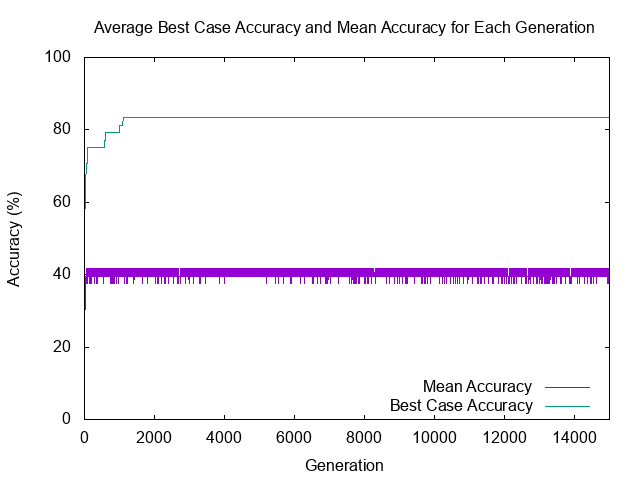 Average Best Case Accuracy and Mean Accuracy for Each Generation
100
80
60
40
20
0
Accuracy (%)
Mean Accuracy
Best Case Accuracy
0 2000 4000 6000 8000 10000 12000 14000
Generation